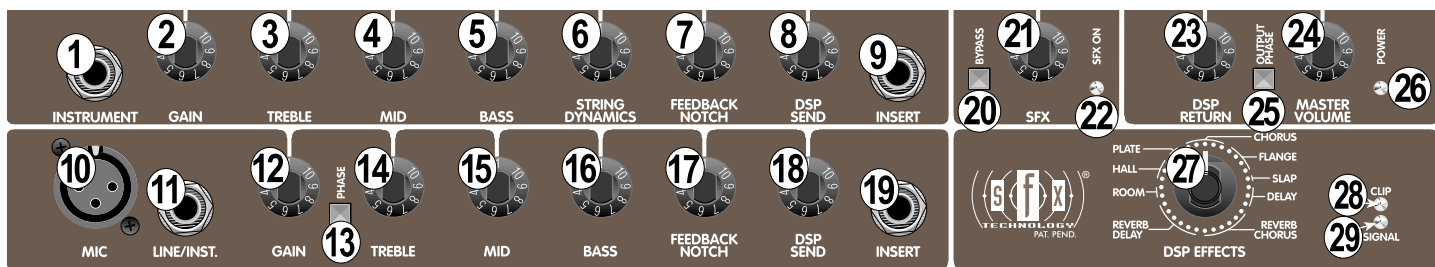 1 2 3 4 5 6 7 8 9 20 21 22 23 24 25 26
BYPASS SFX ON OUTPUT PHASE POWER
INSTRUMENT GAIN TREBLE MID BASS STRING DYNAMICS FEEDBACK NOTCH DSP SEND INSERT SFX DSP RETURN MASTER VOLUME
10 11 12 13 14 15 16 17 18 19 27 28 29
PHASE
MIC LINE/INST. GAIN TREBLE MID BASS FEEDBACK NOTCH DSP SEND INSERT
sfx®
TECHNOLOGY
PAT. PEND.
PLATE
HALL
ROOM
REVERB DELAY
CHORUS
FLANGE
SLAP
DELAY
REVERB CHORUS
DSP EFFECTS
CLIP
SIGNAL